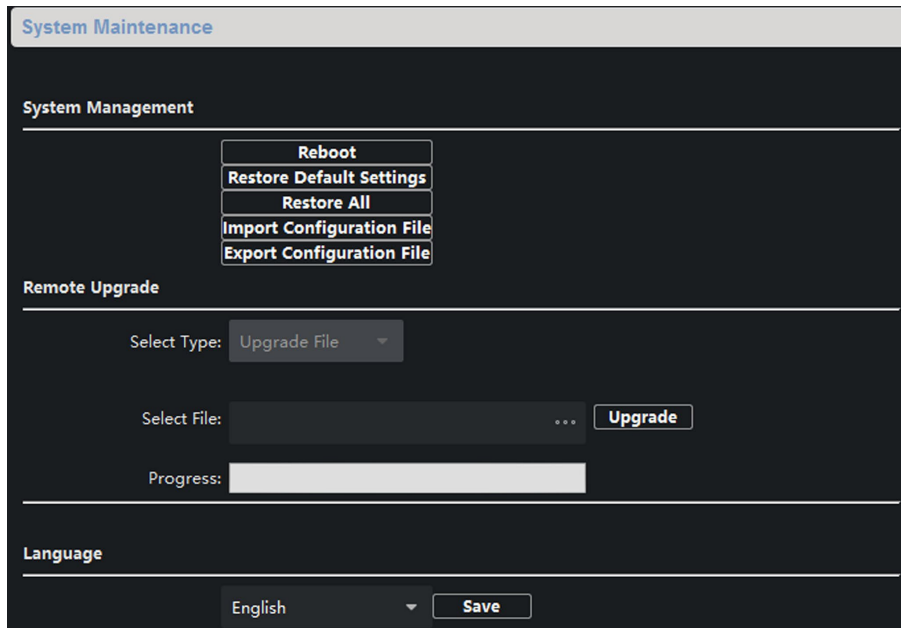 System Maintenance
System Management
Reboot
Restore Default Settings
Restore All
Import Configuration File
Export Configuration File
Remote Upgrade
Select Type: Upgrade File
Select File: ... Upgrade
Progress:
Language
English Save